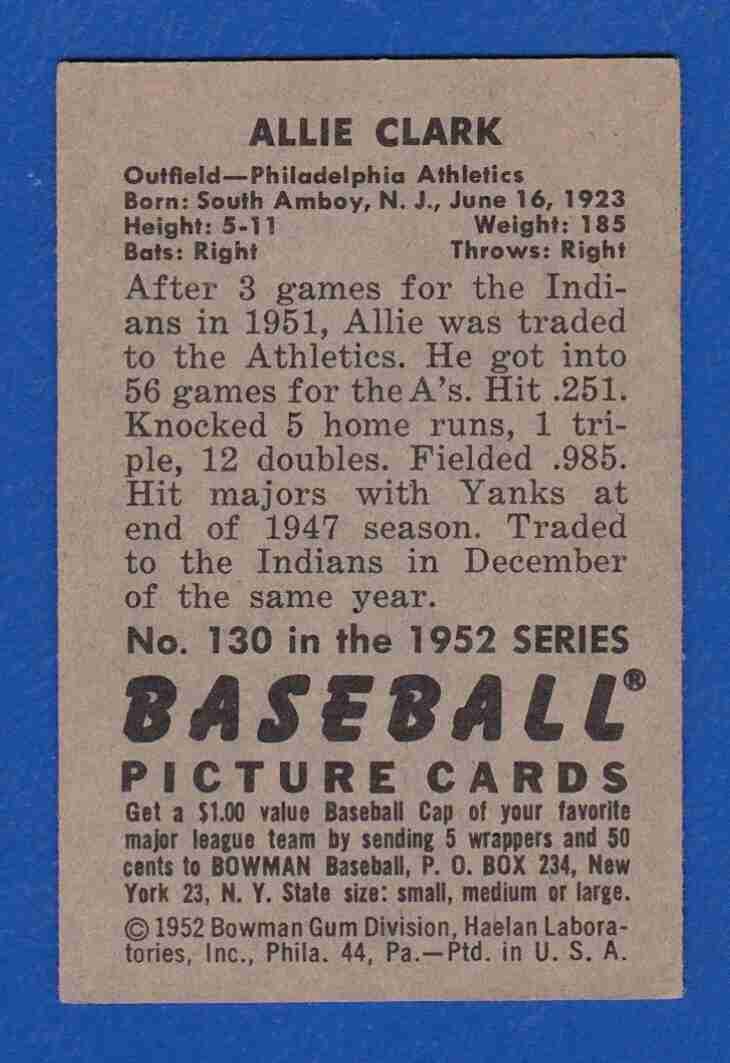 ALLIE CLARK
Outfield—Philadelphia Athletics
Born: South Amboy, N. J., June 16, 1923
Height: 5-11 Weight: 185
Bats: Right Throws: Right
After 3 games for the Indi-
ans in 1951, Allie was traded
to the Athletics. He got into
56 games for the A's. Hit .251.
Knocked 5 home runs, 1 tri-
ple, 12 doubles. Fielded .985.
Hit majors with Yanks at
end of 1947 season. Traded
to the Indians in December
of the same year.
No. 130 in the 1952 SERIES
BASEBALL®
PICTURE CARDS
Get a $1.00 value Baseball Cap of your favorite
major league team by sending 5 wrappers and 50
cents to BOWMAN Baseball, P. O. BOX 234, New
York 23, N. Y. State size: small, medium or large.
© 1952 Bowman Gum Division, Haelan Labora-
tories, Inc., Phila. 44, Pa.—Ptd. in U. S. A.